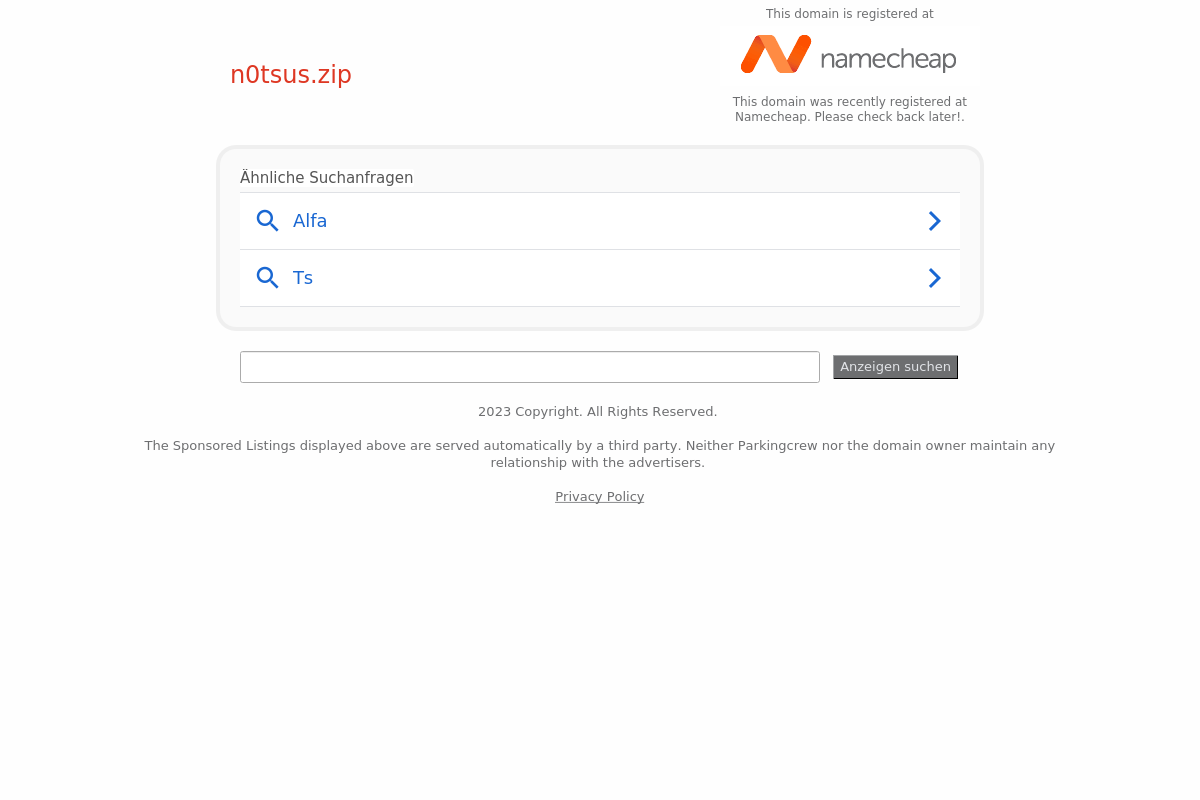 This domain is registered at
namecheap
n0tsus.zip
This domain was recently registered at
Namecheap. Please check back later!.
Ähnliche Suchanfragen
Alfa
Ts
Anzeigen suchen
2023 Copyright. All Rights Reserved.
The Sponsored Listings displayed above are served automatically by a third party. Neither Parkingcrew nor the domain owner maintain any
relationship with the advertisers.
Privacy Policy